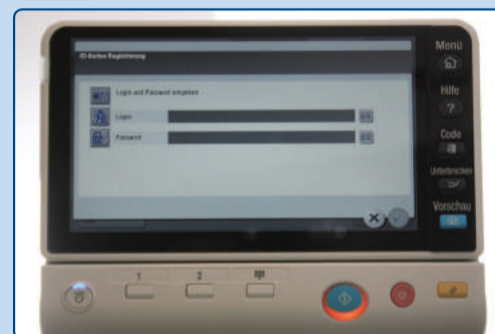 ID-Karten Registrierung
Login und Passwort eingeben
Login
Passwort
Menü
Hilfe
?
Code
Unterbrechen
Vorschau
1
2